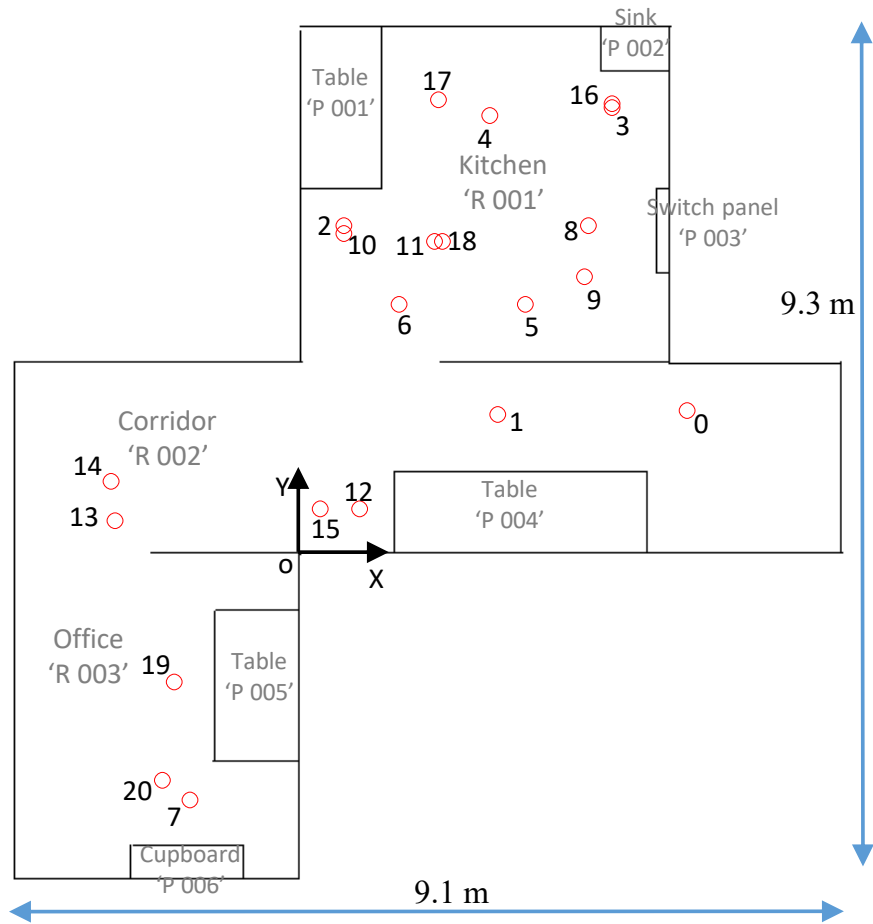 Sink
'P 002'
Table
'P 001'
17
16
4
3
Kitchen
'R 001'
Switch panel
'P 003'
2
10
11
18
8
9
9.3 m
6
5
Corridor
'R 002'
1
0
14
13
Y
15
12
Table
'P 004'
o
X
Office
'R 003'
19
Table
'P 005'
20
7
Cupboard
'P 006'
9.1 m